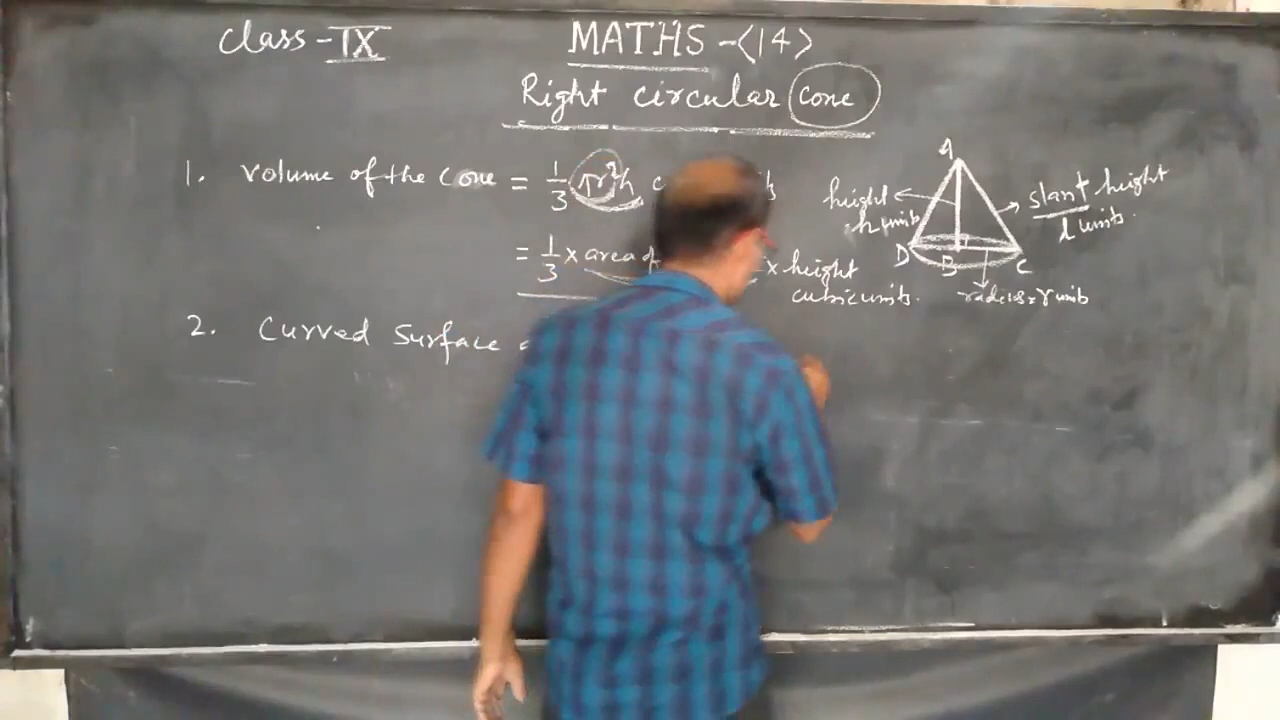 class-IX
MATHS -<14>
Right circular cone
1. volume of the cone = 1/3 πr²h
= 1/3 × area of × height
cubic units.
2. Curved Surface
A
height
h units
slant height
l units.
D
B
C
radius = r units